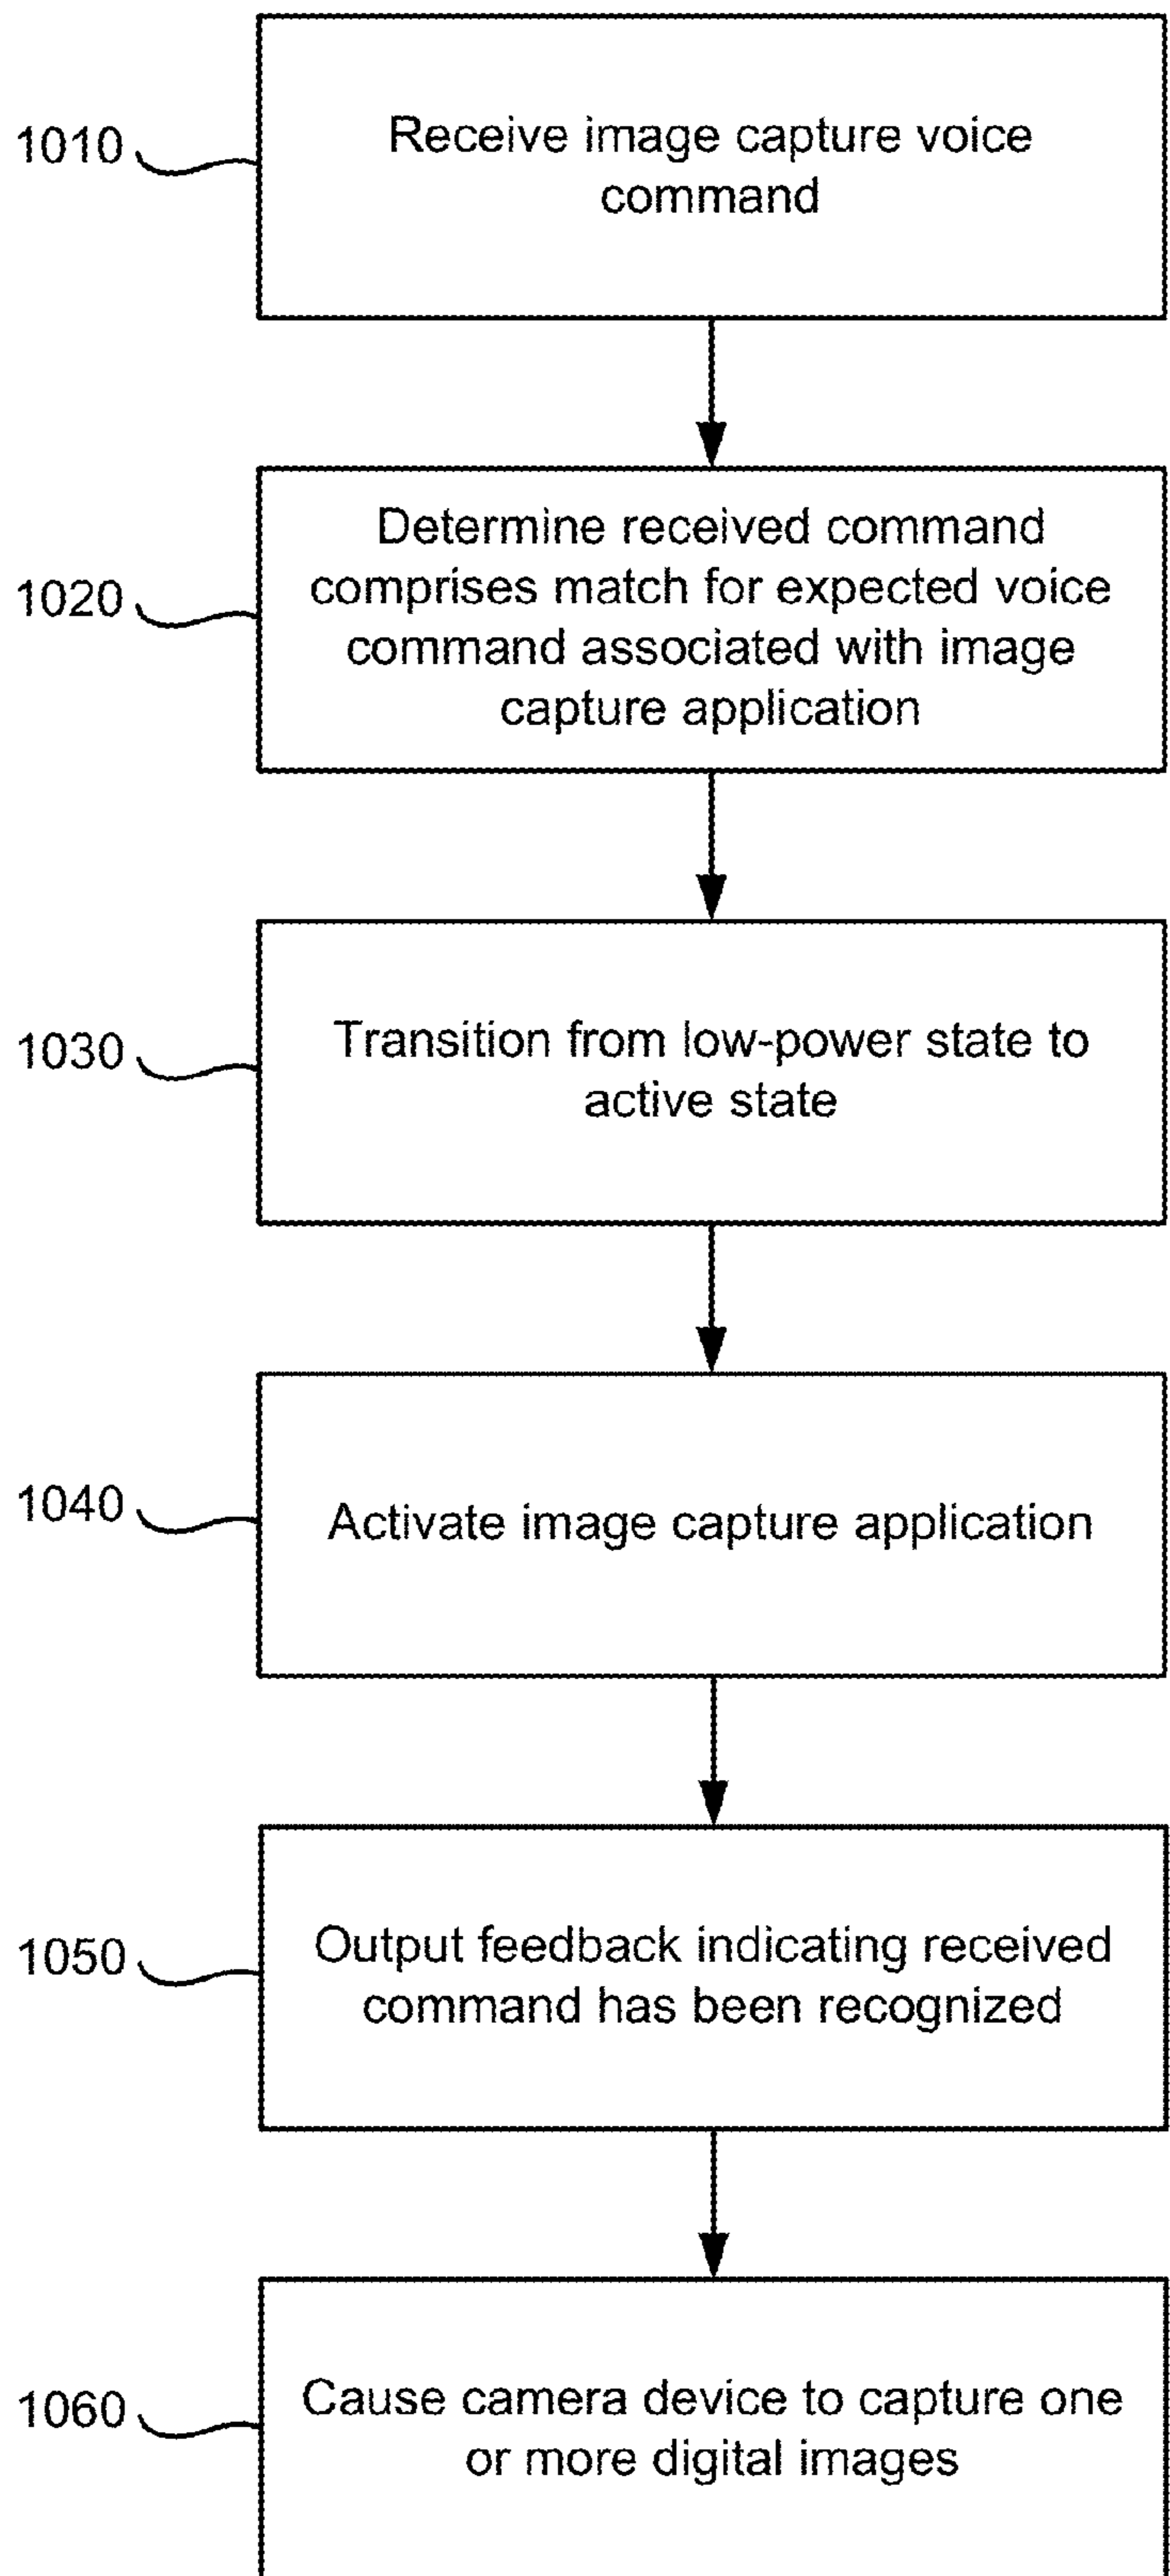 1010
Receive image capture voice
command
1020
Determine received command
comprises match for expected voice
command associated with image
capture application
1030
Transition from low-power state to
active state
1040
Activate image capture application
1050
Output feedback indicating received
command has been recognized
1060
Cause camera device to capture one
or more digital images